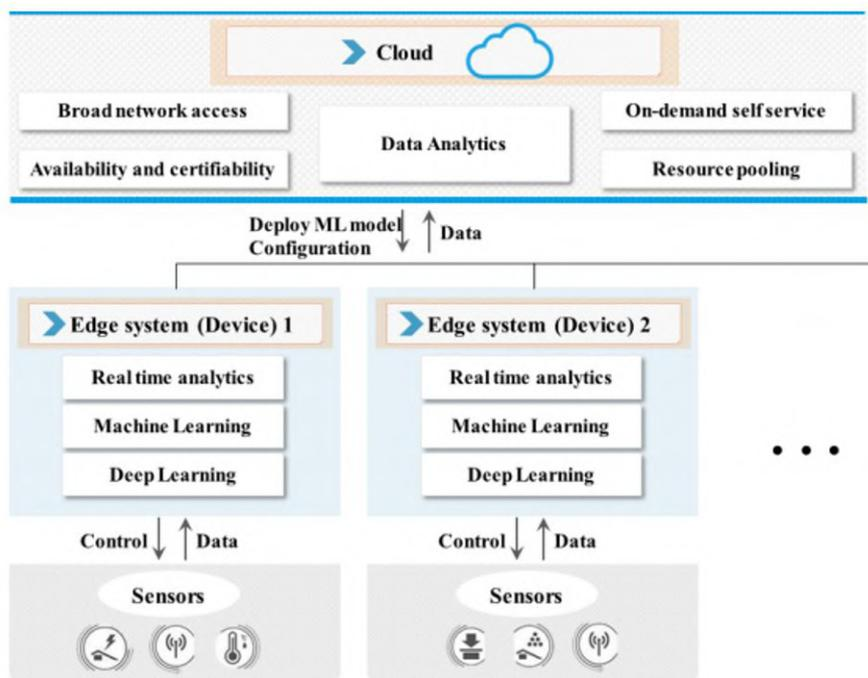 Cloud
Broad network access
On-demand self service
Data Analytics
Availability and certifiability
Resource pooling
Deploy ML model
Configuration
Data
Edge system (Device) 1
Edge system (Device) 2
Real time analytics
Real time analytics
Machine Learning
Machine Learning
Deep Learning
Deep Learning
Control
Data
Control
Data
Sensors
Sensors